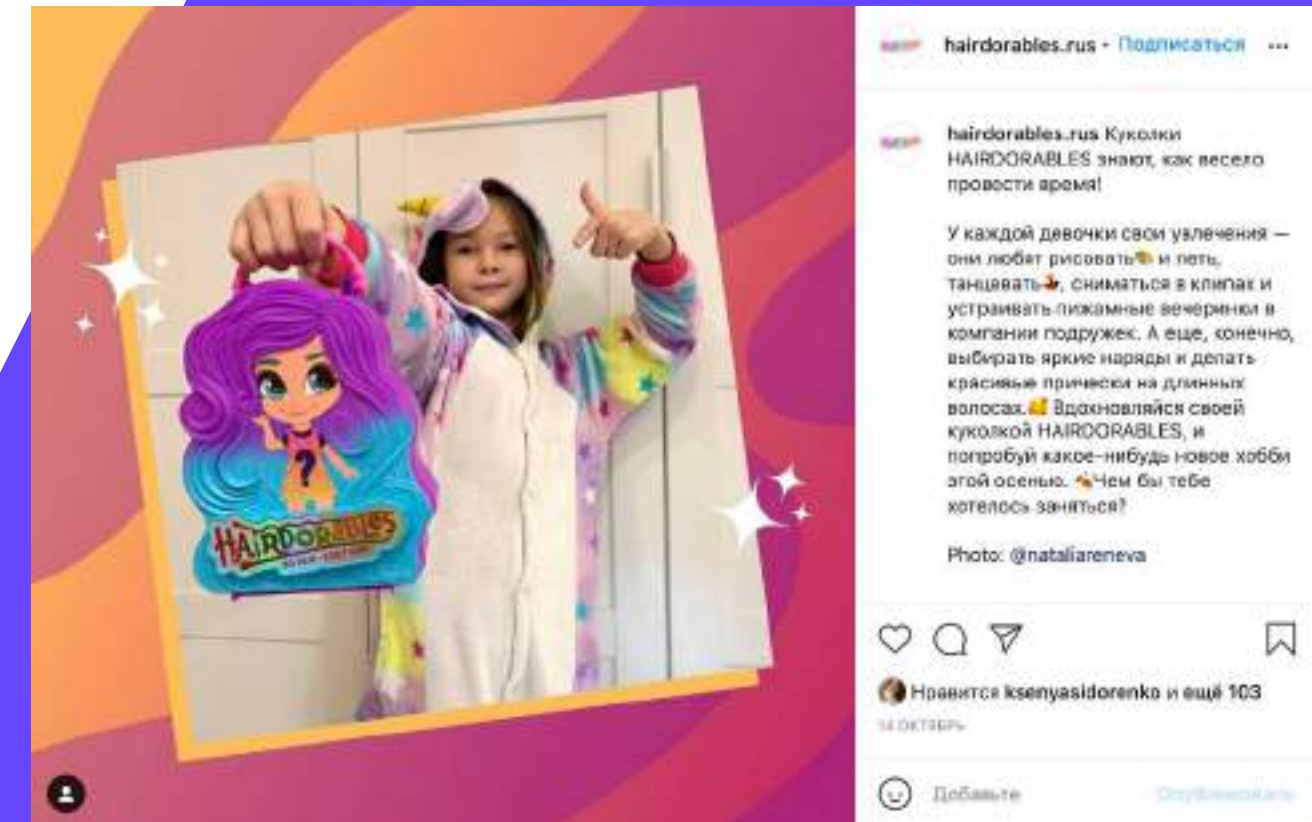 hairdorables.rus • Подписаться
hairdorables.rus Куколки
HAIRDORABLES знают, как весело
провести время!
У каждой девочки свои увлечения —
они любят рисовать и петь,
танцевать, сниматься в клипах и
устраивать пижамные вечеринки в
компании подружек. А еще, конечно,
выбирать яркие наряды и делать
красивые прически на длинных
волосах. Вдохновляйся своей
куколкой HAIRDORABLES, и
попробуй какое-нибудь новое хобби
этой осенью. Чем бы тебе
хотелось заняться?
Photo: @nataliareneva
Нравится ksenyasidorenko и ещё 103
14 ОКТЯБРЬ
Добавьте
Опубликовать
?
HAIRDORABLES